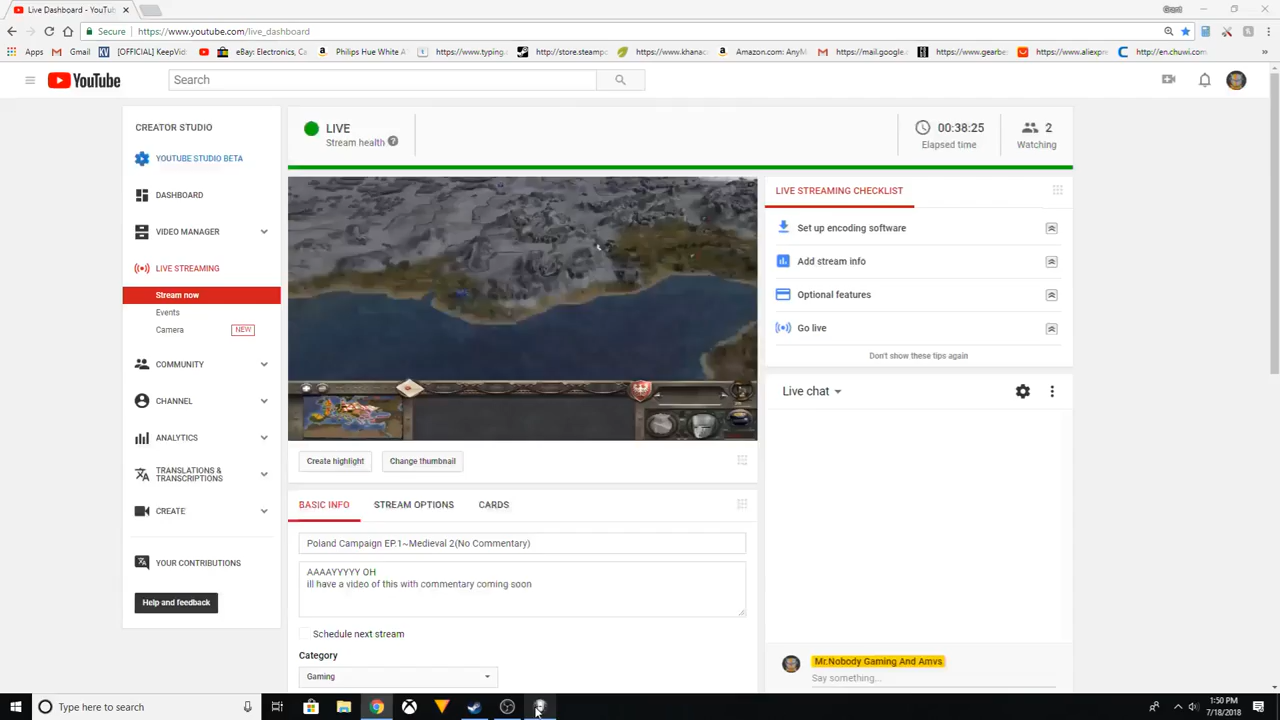 Live Dashboard - YouTub
Grant
Secure
https://www.youtube.com/live_dashboard
Apps
Gmail
[OFFICIAL] KeepVid
eBay: Electronics, Ca
Philips Hue White A
https://www.typing
http://store.steamp
https://www.khanac
Amazon.com: AnyM
https://mail.google.
https://www.gearbe
https://www.aliexpre
http://en.chuwi.com
YouTube
Search
CREATOR STUDIO
YOUTUBE STUDIO BETA
DASHBOARD
VIDEO MANAGER
LIVE STREAMING
Stream now
Events
Camera
NEW
COMMUNITY
CHANNEL
ANALYTICS
TRANSLATIONS &
TRANSCRIPTIONS
CREATE
YOUR CONTRIBUTIONS
Help and feedback
LIVE
Stream health
00:38:25
Elapsed time
2
Watching
Create highlight
Change thumbnail
BASIC INFO
STREAM OPTIONS
CARDS
Poland Campaign EP.1~Medieval 2(No Commentary)
AAAAYYYYY OH
ill have a video of this with commentary coming soon
Schedule next stream
Category
Gaming
LIVE STREAMING CHECKLIST
Set up encoding software
Add stream info
Optional features
Go live
Don't show these tips again
Live chat
Mr.Nobody Gaming And Amvs
Say something...
Type here to search
1:50 PM
7/18/2018